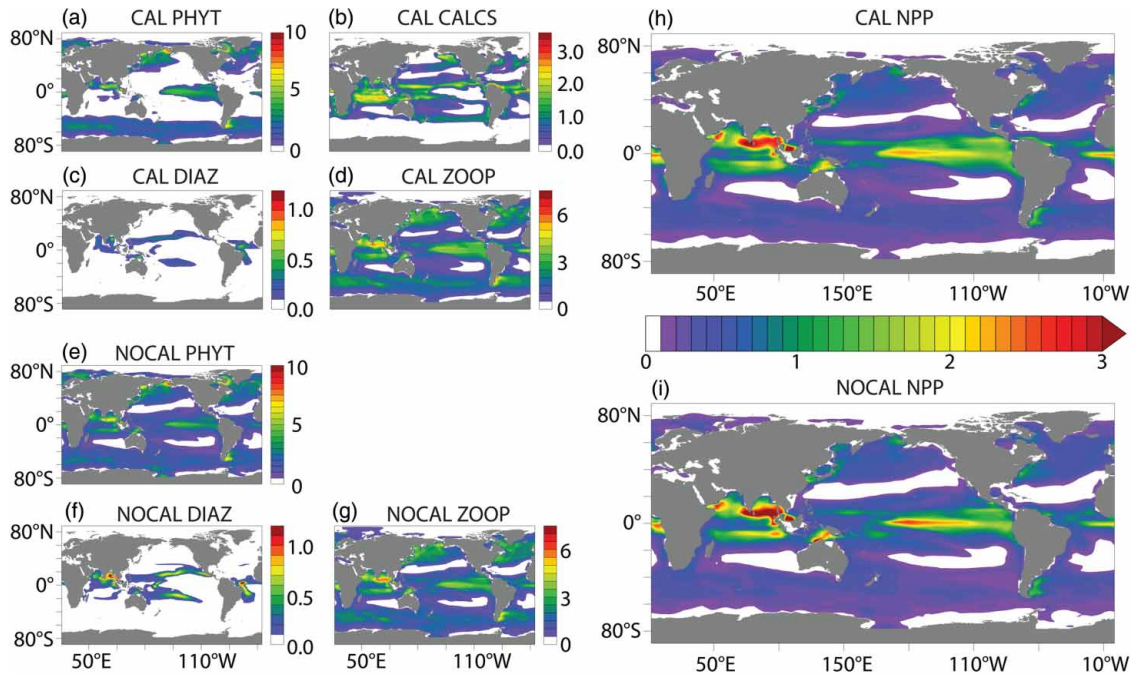 (a) CAL PHYT
80°N
0°
80°S
10
5
0
(b) CAL CALCS
3.0
2.0
1.0
0.0
(c) CAL DIAZ
80°N
0°
80°S
1.0
0.5
0.0
(d) CAL ZOOP
6
3
0
(e) NOCAL PHYT
80°N
0°
80°S
10
5
0
(f) NOCAL DIAZ
80°N
0°
80°S
1.0
0.5
0.0
50°E 110°W
(g) NOCAL ZOOP
6
3
0
50°E 110°W
(h) CAL NPP
80°N
0°
80°S
50°E 150°E 110°W 10°W
0 1 2 3
(i) NOCAL NPP
80°N
0°
80°S
50°E 150°E 110°W 10°W